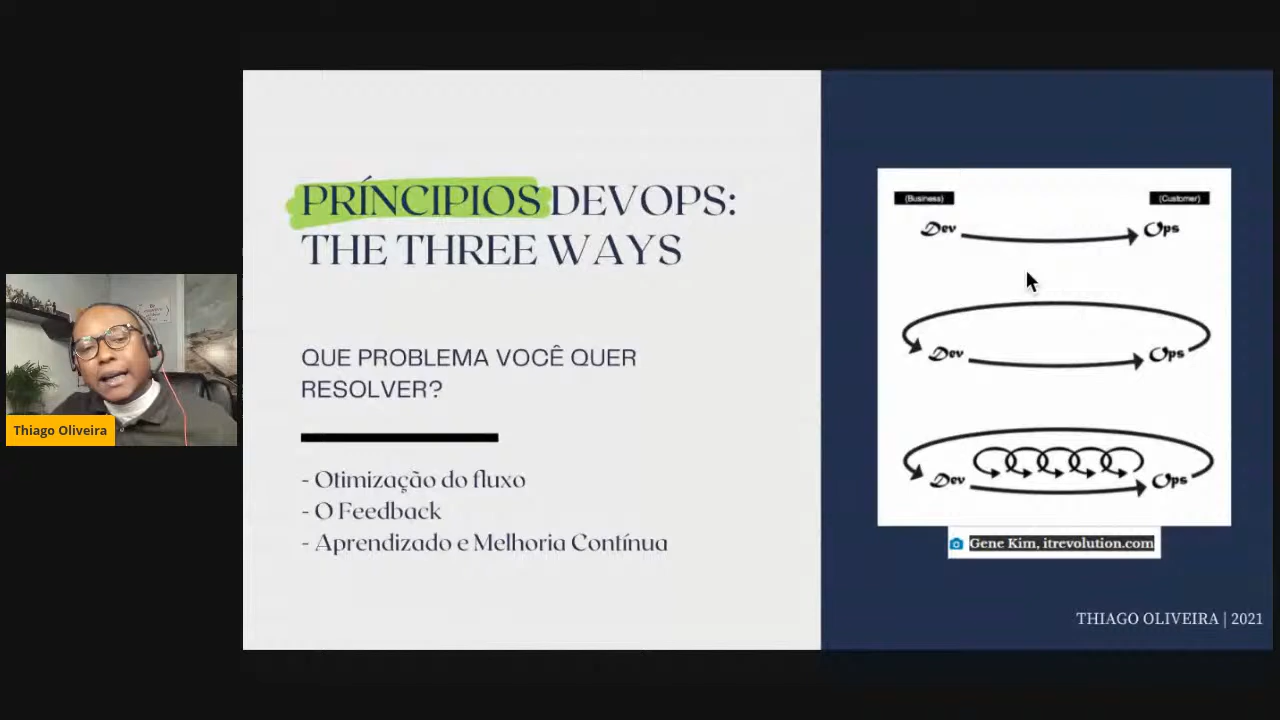 PRÍNCIPIOS DEVOPS:
THE THREE WAYS
QUE PROBLEMA VOCÊ QUER
RESOLVER?
- Otimização do fluxo
- O Feedback
- Aprendizado e Melhoria Contínua
(Business)
(Customer)
Dev
Ops
Dev
Ops
Dev
Ops
Gene Kim, itrevolution.com
THIAGO OLIVEIRA | 2021
Thiago Oliveira